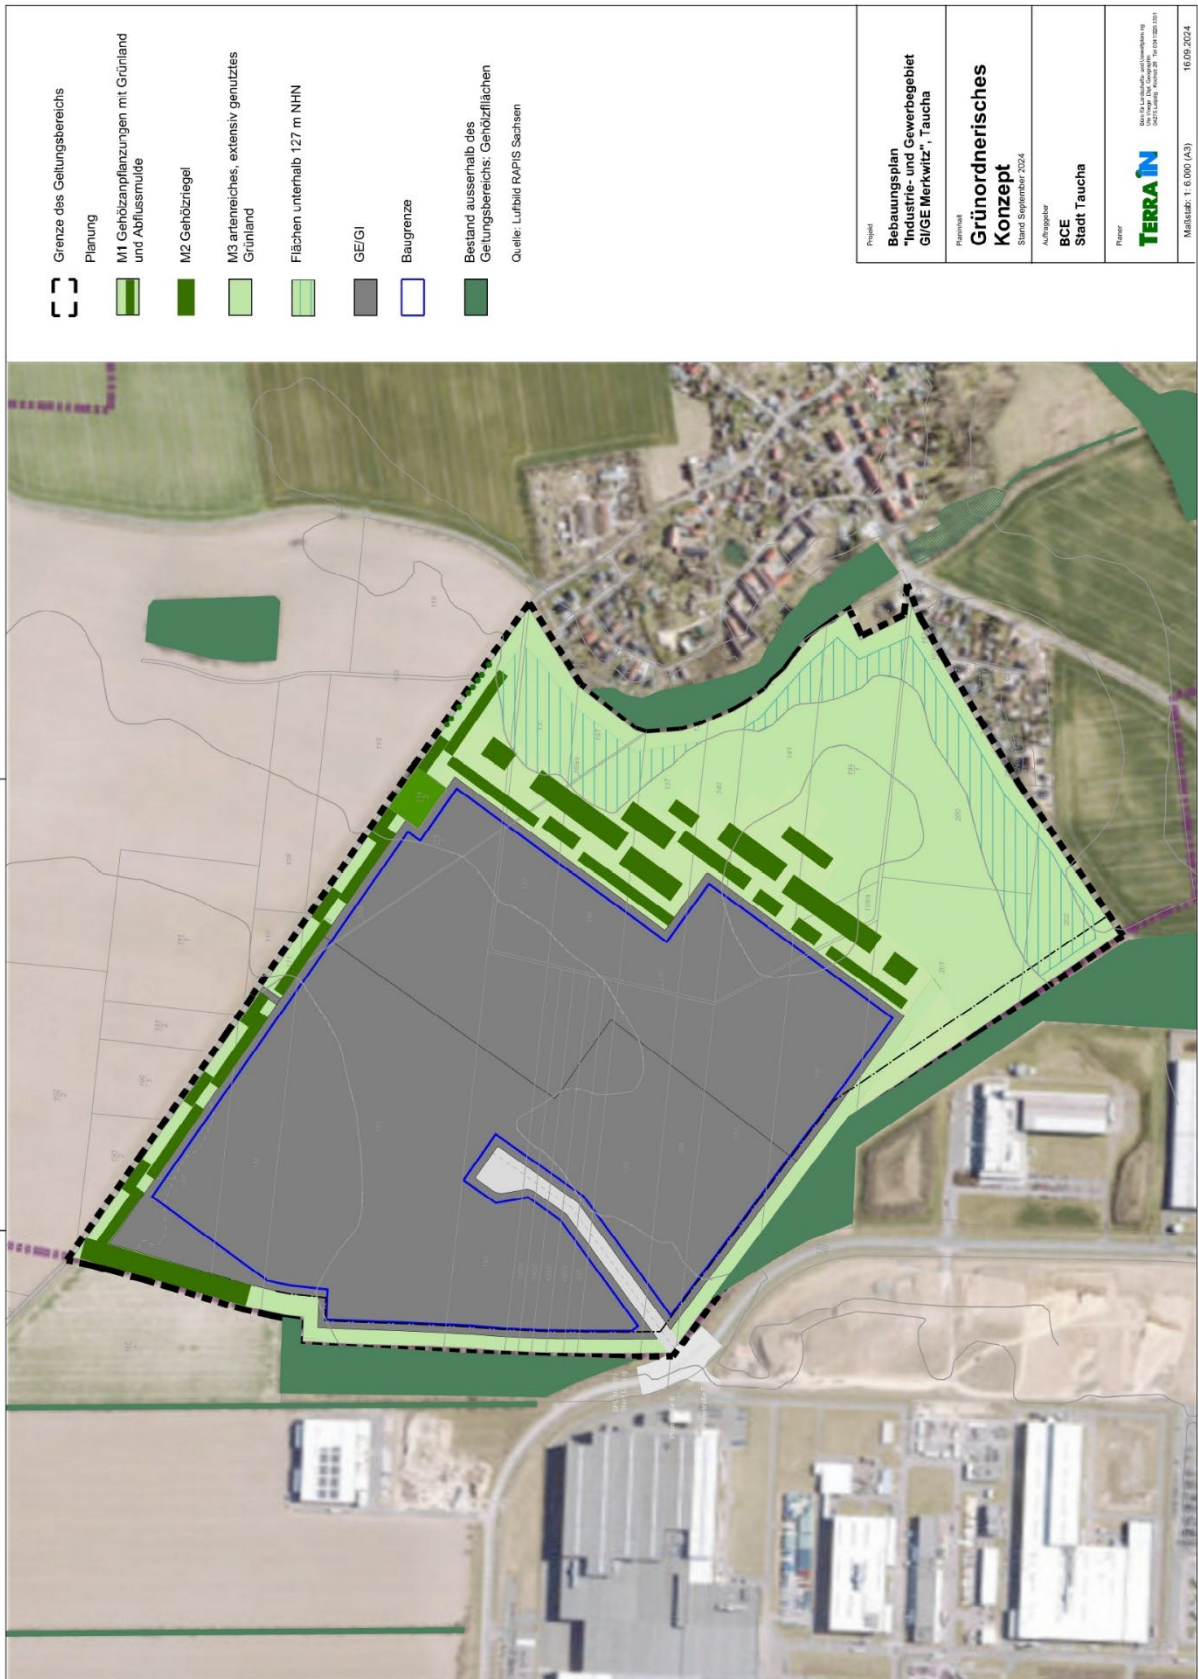 Grenze des Geltungsbereichs
Planung
M1 Gehölzanpflanzungen mit Grünland
und Abflussmulde
M2 Gehölzriegel
M3 artenreiches, extensiv genutztes
Grünland
Flächen unterhalb 127 m NHN
GE/GI
Baugrenze
Bestand ausserhalb des
Geltungsbereichs: Gehölzfllächen
Quelle: Luftbild RAPIS Sachsen
Projekt
Bebauungsplan
"Industrie- und Gewerbegebiet
GI/GE Merkwitz", Taucha
Planinhalt
Grünordnerisches
Konzept
Stand September 2024
Auftraggeber
BCE
Stadt Taucha
Planer
TERRA IN
Maßstab: 1: 6.000 (A3)
16.09.2024